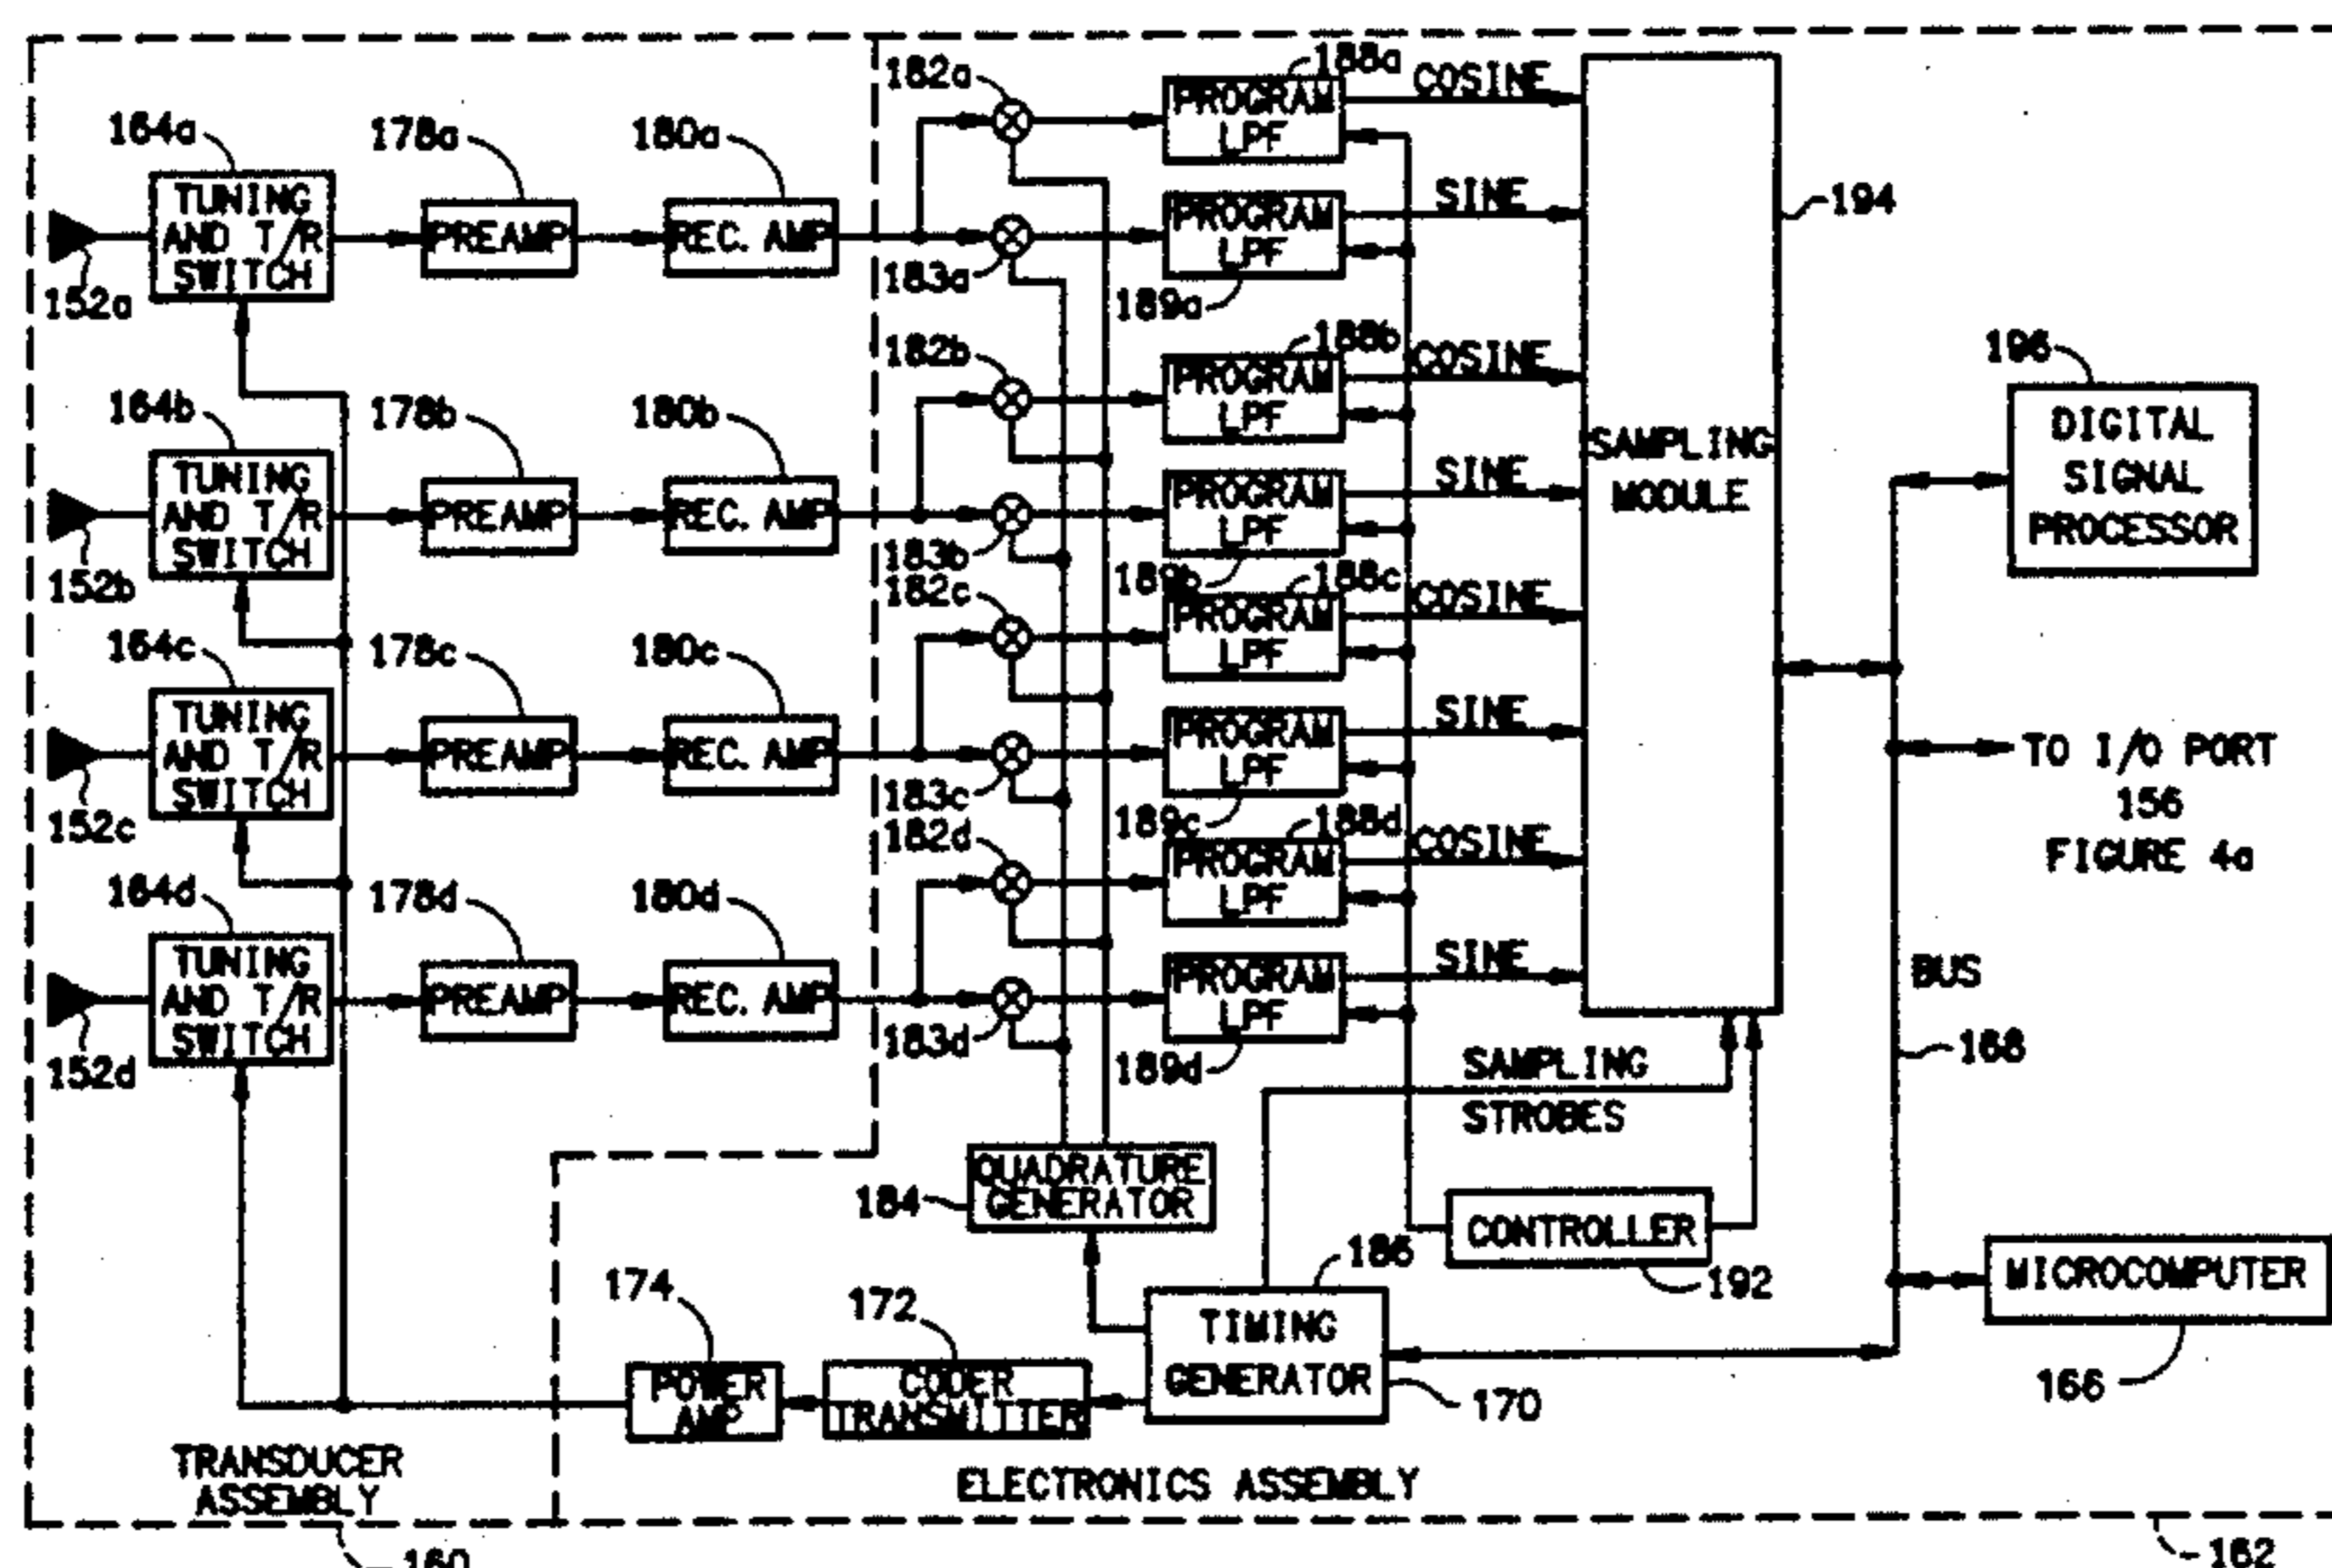 182a
188a
COSINE
164a
178a
180a
PROGRAM
LPF
TUNING
AND T/R
SWITCH
PREAMP
REC. AMP
SINE
194
152a
183a
PROGRAM
LPF
189a
182b
188b
COSINE
196
164b
178b
180b
PROGRAM
LPF
DIGITAL
SIGNAL
PROCESSOR
SAMPLING
MODULE
TUNING
AND T/R
SWITCH
PREAMP
REC. AMP
SINE
152b
183b
PROGRAM
LPF
189b
182c
188c
COSINE
164c
178c
180c
PROGRAM
LPF
TUNING
AND T/R
SWITCH
PREAMP
REC. AMP
SINE
TO I/O PORT
156
FIGURE 4a
152c
183c
PROGRAM
LPF
189c
182d
188d
COSINE
164d
178d
180d
PROGRAM
LPF
TUNING
AND T/R
SWITCH
PREAMP
REC. AMP
SINE
BUS
168
152d
183d
PROGRAM
LPF
189d
SAMPLING
STROBES
184
QUADRATURE
GENERATOR
CONTROLLER
192
186
174
172
TIMING
GENERATOR
170
MICROCOMPUTER
166
POWER
AMP
CODER
TRANSMITTER
TRANSDUCER
ASSEMBLY
ELECTRONICS ASSEMBLY
160
162